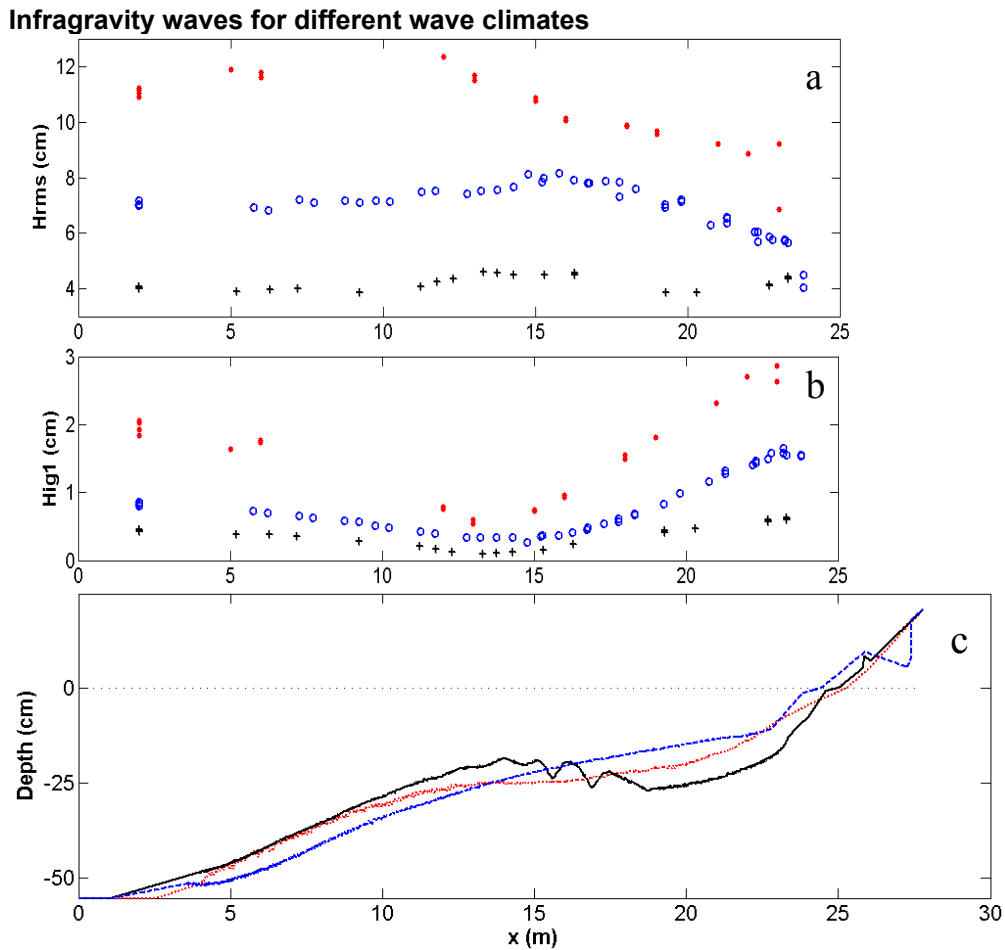 Infragravity waves for different wave climates
a
Hrms (cm)
12
10
8
6
4
0 5 10 15 20 25
b
Hig1 (cm)
3
2
1
0
0 5 10 15 20 25
c
Depth (cm)
0
-25
-50
0 5 10 15 20 25 30
x (m)